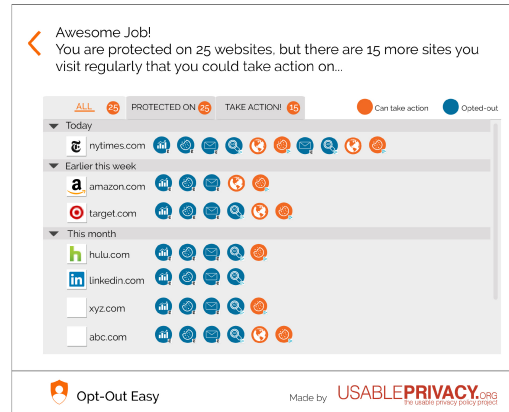 Awesome Job!
You are protected on 25 websites, but there are 15 more sites you
visit regularly that you could take action on...
ALL 25 PROTECTED ON 25 TAKE ACTION! 15 Can take action Opted-out
Today
nytimes.com
Earlier this week
a amazon.com
target.com
This month
h hulu.com
in linkedin.com
xyz.com
abc.com
Opt-Out Easy
Made by USABLEPRIVACY.ORG
the usable privacy policy project